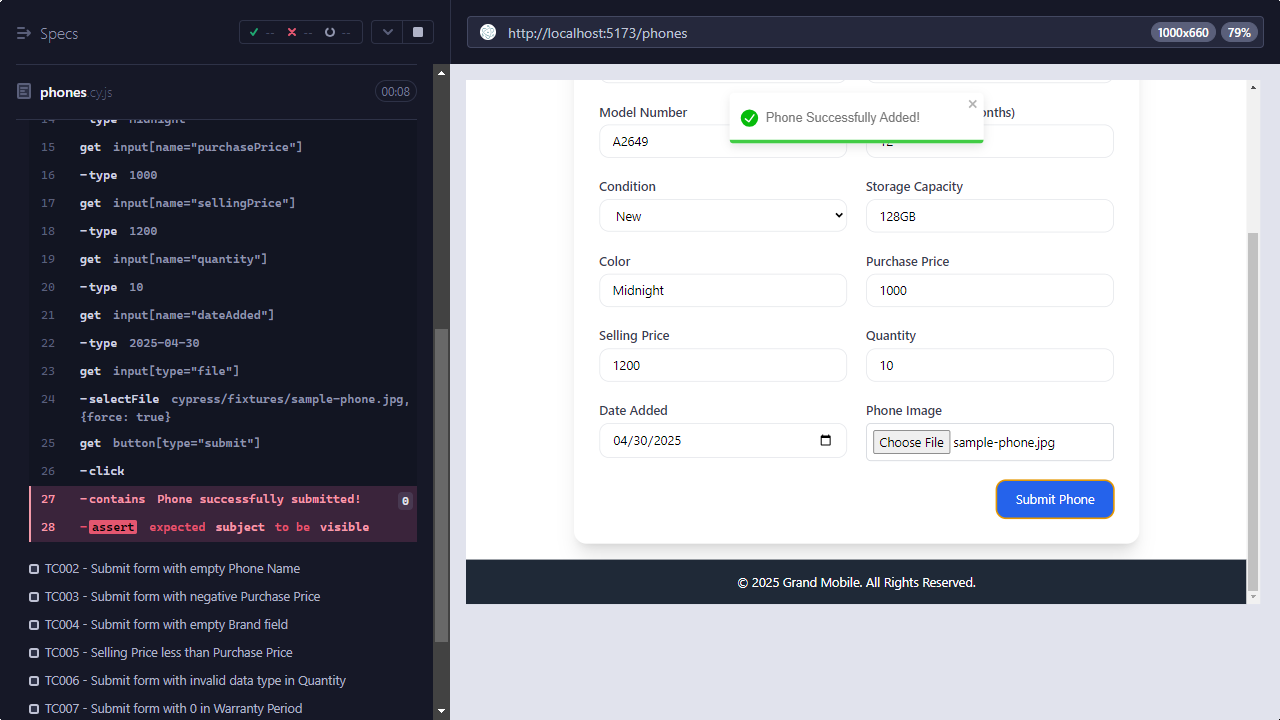 Specs
-- -- --
http://localhost:5173/phones
1000x660
79%
phones.cy.js
00:08
14 -type midnight
15 get input[name="purchasePrice"]
16 -type 1000
17 get input[name="sellingPrice"]
18 -type 1200
19 get input[name="quantity"]
20 -type 10
21 get input[name="dateAdded"]
22 -type 2025-04-30
23 get input[type="file"]
24 -selectFile cypress/fixtures/sample-phone.jpg,
{force: true}
25 get button[type="submit"]
26 -click
27 -contains Phone successfully submitted! 0
28 -assert expected subject to be visible
TC002 - Submit form with empty Phone Name
TC003 - Submit form with negative Purchase Price
TC004 - Submit form with empty Brand field
TC005 - Selling Price less than Purchase Price
TC006 - Submit form with invalid data type in Quantity
TC007 - Submit form with 0 in Warranty Period
Phone Successfully Added! ×
Model Number
onths)
A2649
12
Condition
Storage Capacity
New
128GB
Color
Purchase Price
Midnight
1000
Selling Price
Quantity
1200
10
Date Added
Phone Image
04/30/2025
Choose File sample-phone.jpg
Submit Phone
© 2025 Grand Mobile. All Rights Reserved.